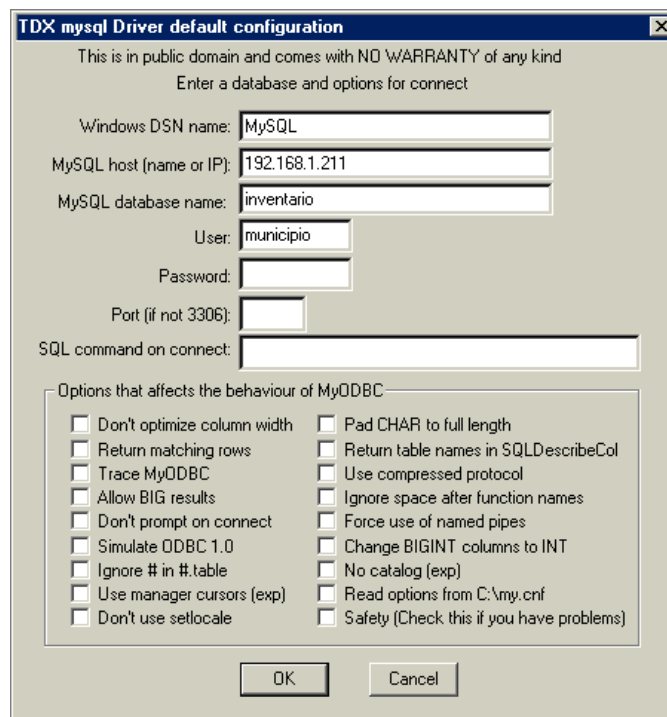 TDX mysql Driver default configuration
This is in public domain and comes with NO WARRANTY of any kind
Enter a database and options for connect
Windows DSN name: MySQL
MySQL host (name or IP): 192.168.1.211
MySQL database name: inventario
User: municipio
Password:
Port (if not 3306):
SQL command on connect:
Options that affects the behaviour of MyODBC
Don't optimize column width Pad CHAR to full length
Return matching rows Return table names in SQLDescribeCol
Trace MyODBC Use compressed protocol
Allow BIG results Ignore space after function names
Don't prompt on connect Force use of named pipes
Simulate ODBC 1.0 Change BIGINT columns to INT
Ignore # in #.table No catalog (exp)
Use manager cursors (exp) Read options from C:\my.cnf
Don't use setlocale Safety (Check this if you have problems)
OK Cancel